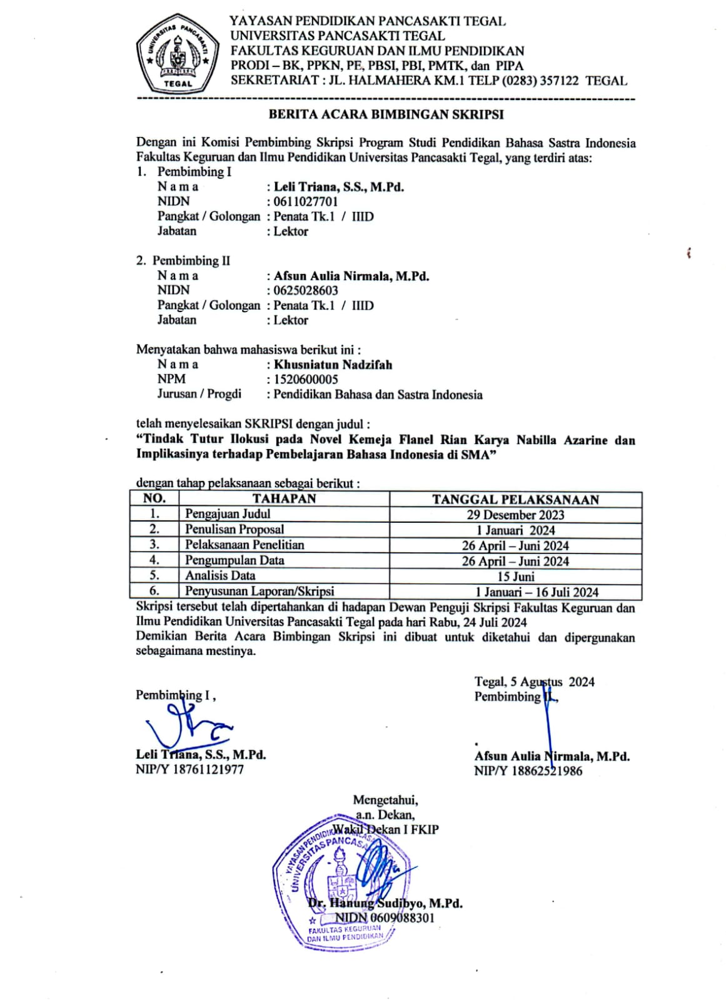 YAYASAN PENDIDIKAN PANCASAKTI TEGAL
UNIVERSITAS PANCASAKTI TEGAL
FAKULTAS KEGURUAN DAN ILMU PENDIDIKAN
PRODI – BK, PPKN, PE, PBSI, PBI, PMTK, dan PIPA
SEKRETARIAT : JL. HALMAHERA KM.1 TELP (0283) 357122 TEGAL
UNIVERSITAS PANCASAKTI
TEGAL
BERITA ACARA BIMBINGAN SKRIPSI
Dengan ini Komisi Pembimbing Skripsi Program Studi Pendidikan Bahasa Sastra Indonesia
Fakultas Keguruan dan Ilmu Pendidikan Universitas Pancasakti Tegal, yang terdiri atas:
1. Pembimbing I
N a m a : Leli Triana, S.S., M.Pd.
NIDN : 0611027701
Pangkat / Golongan : Penata Tk.1 / IIID
Jabatan : Lektor
2. Pembimbing II
N a m a : Afsun Aulia Nirmala, M.Pd.
NIDN : 0625028603
Pangkat / Golongan : Penata Tk.1 / IIID
Jabatan : Lektor
Menyatakan bahwa mahasiswa berikut ini :
N a m a : Khusniatun Nadzifah
NPM : 1520600005
Jurusan / Progdi : Pendidikan Bahasa dan Sastra Indonesia
telah menyelesaikan SKRIPSI dengan judul :
“Tindak Tutur Ilokusi pada Novel Kemeja Flanel Rian Karya Nabilla Azarine dan
Implikasinya terhadap Pembelajaran Bahasa Indonesia di SMA”
dengan tahap pelaksanaan sebagai berikut :
NO. TAHAPAN TANGGAL PELAKSANAAN
1. Pengajuan Judul 29 Desember 2023
2. Penulisan Proposal 1 Januari 2024
3. Pelaksanaan Penelitian 26 April – Juni 2024
4. Pengumpulan Data 26 April – Juni 2024
5. Analisis Data 15 Juni
6. Penyusunan Laporan/Skripsi 1 Januari – 16 Juli 2024
Skripsi tersebut telah dipertahankan di hadapan Dewan Penguji Skripsi Fakultas Keguruan dan
Ilmu Pendidikan Universitas Pancasakti Tegal pada hari Rabu, 24 Juli 2024
Demikian Berita Acara Bimbingan Skripsi ini dibuat untuk diketahui dan dipergunakan
sebagaimana mestinya.
Tegal, 5 Agustus 2024
Pembimbing I , Pembimbing II,
Leli Triana, S.S., M.Pd. Afsun Aulia Nirmala, M.Pd.
NIP/Y 18761121977 NIP/Y 18862521986
Mengetahui,
a.n. Dekan,
Wakil Dekan I FKIP
YAYASAN PENDIDIKAN PANCASAKTI TEGAL
UNIVERSITAS PANCASAKTI
Dr. Hanung Sudibyo, M.Pd.
NIDN 0609088301
FAKULTAS KEGURUAN
DAN ILMU PENDIDIKAN